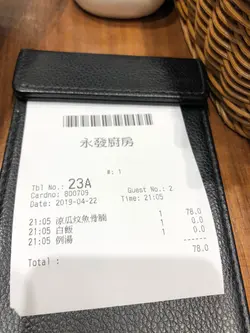 永發廚房
#: 1
Tbl No.: 23A
Cardno: 800709 Guest No.: 2
Date: 2019-04-22 Time: 21:05
21:05 涼瓜炆魚骨腩 1 78.0
21:05 白飯 1 0.0
21:05 例湯 1 0.0
78.0
Total :